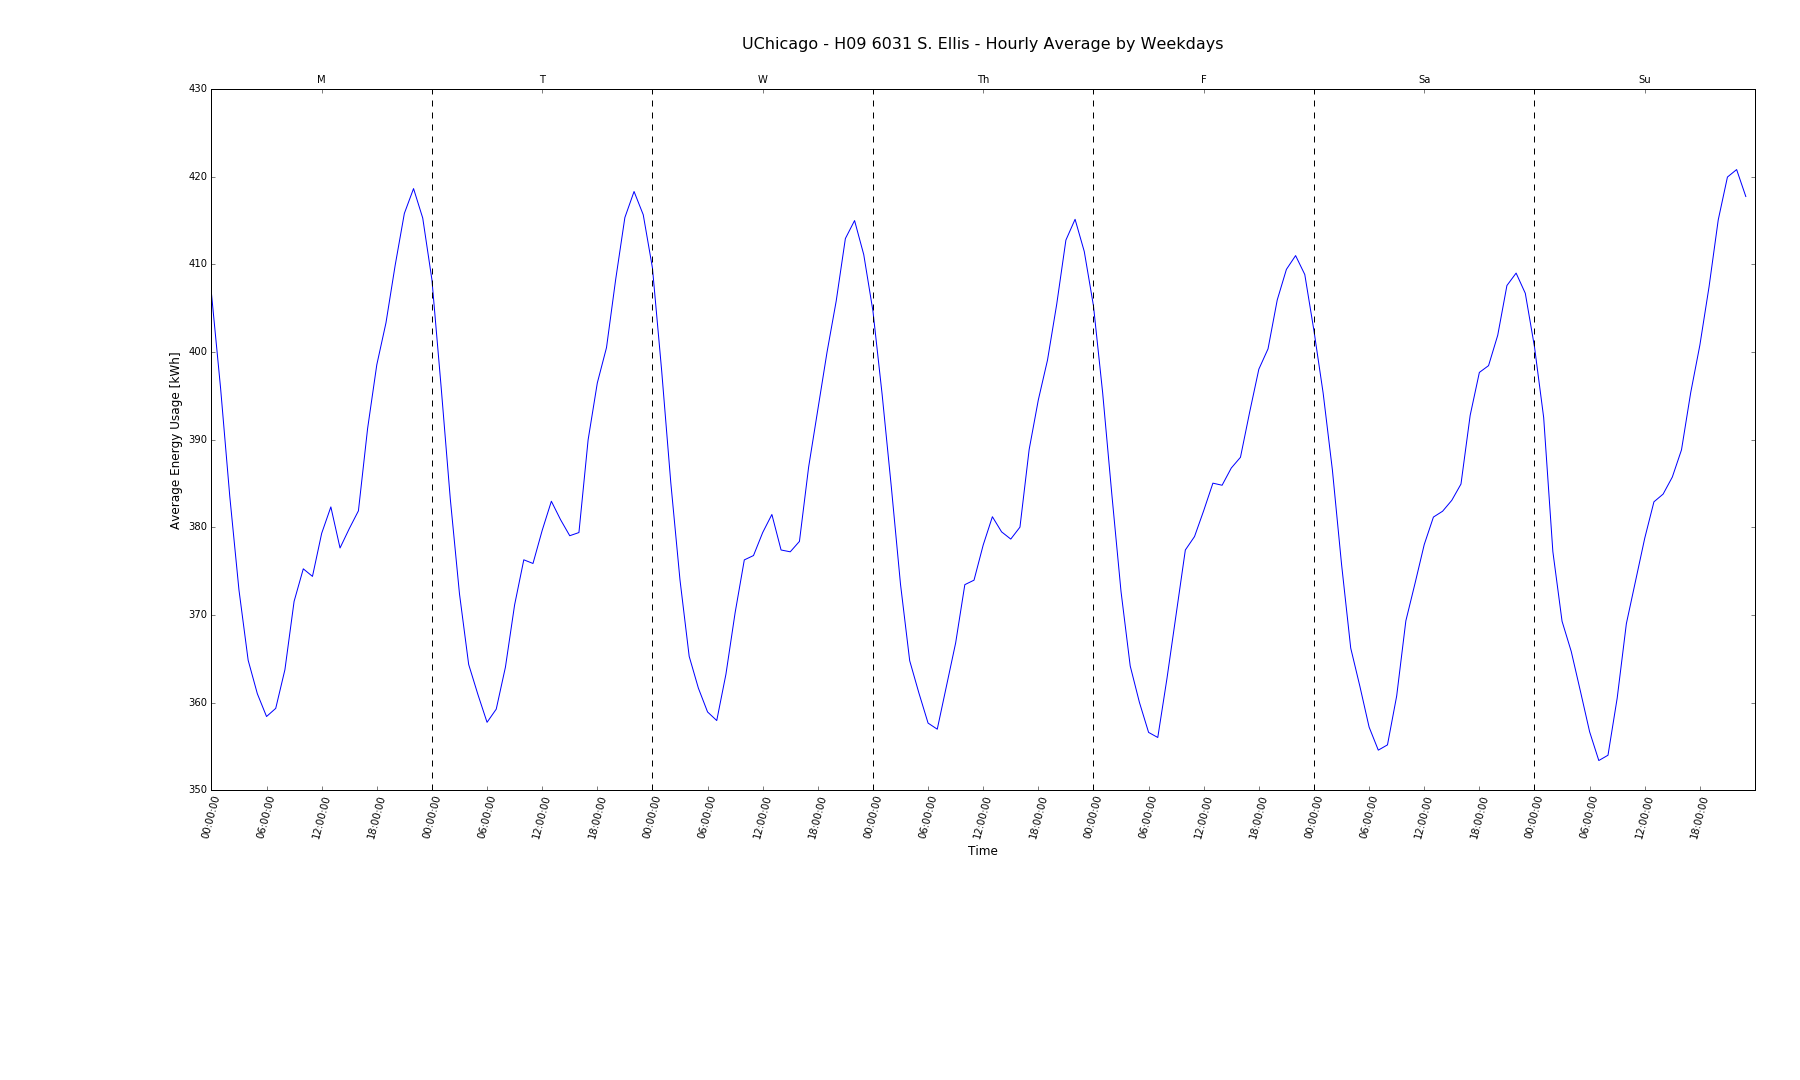 UChicago - H09 6031 S. Ellis - Hourly Average by Weekdays
M T W Th F Sa Su
430
420
410
400
390
380
370
360
350
Average Energy Usage [kWh]
00:00:00 06:00:00 12:00:00 18:00:00 00:00:00 06:00:00 12:00:00 18:00:00 00:00:00 06:00:00 12:00:00 18:00:00 00:00:00 06:00:00 12:00:00 18:00:00 00:00:00 06:00:00 12:00:00 18:00:00 00:00:00 06:00:00 12:00:00 18:00:00 00:00:00 06:00:00 12:00:00 18:00:00
Time